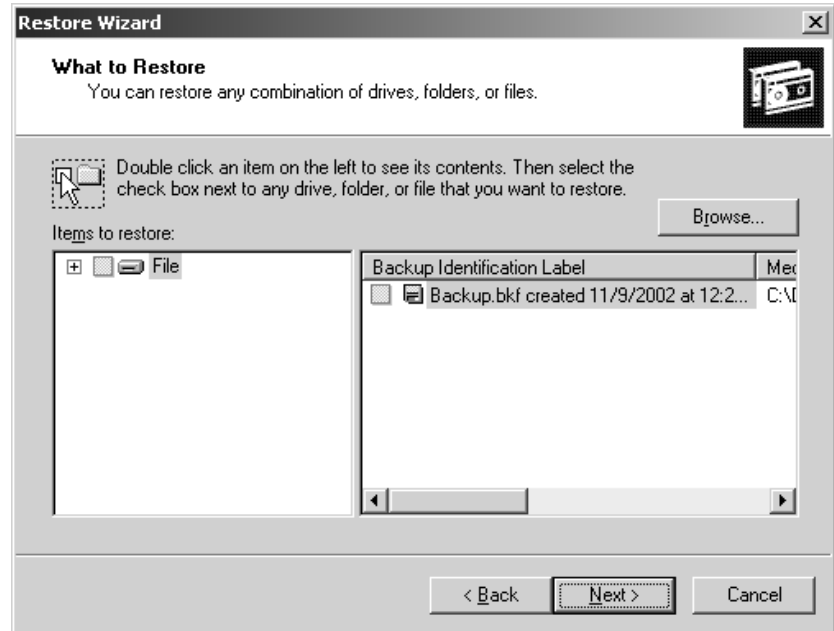 Restore Wizard
What to Restore
You can restore any combination of drives, folders, or files.
Double click an item on the left to see its contents. Then select the
check box next to any drive, folder, or file that you want to restore.
Browse...
Items to restore:
File
Backup Identification Label
Med
Backup.bkf created 11/9/2002 at 12:2...
C:\D
< Back
Next >
Cancel